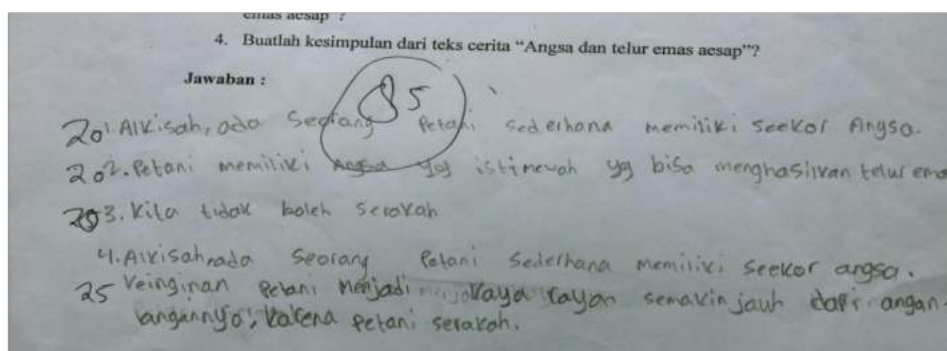 emas aesap ?
4. Buatlah kesimpulan dari teks cerita “Angsa dan telur emas aesap”?
Jawaban :
85
20 1. Alkisah, ada Seorang Petani sederhana memiliki seekor Angsa.
20 2. Petani memiliki Angsa yg istimewah yg bisa menghasilkan telur ema
3. Kita tidak boleh serakah
4. Alkisah, ada seorang Petani Sederhana memiliki seekor angsa.
25 Keinginan petani menjadi kaya rayan semakin jauh dari angan
angannya, karena petani serakah.